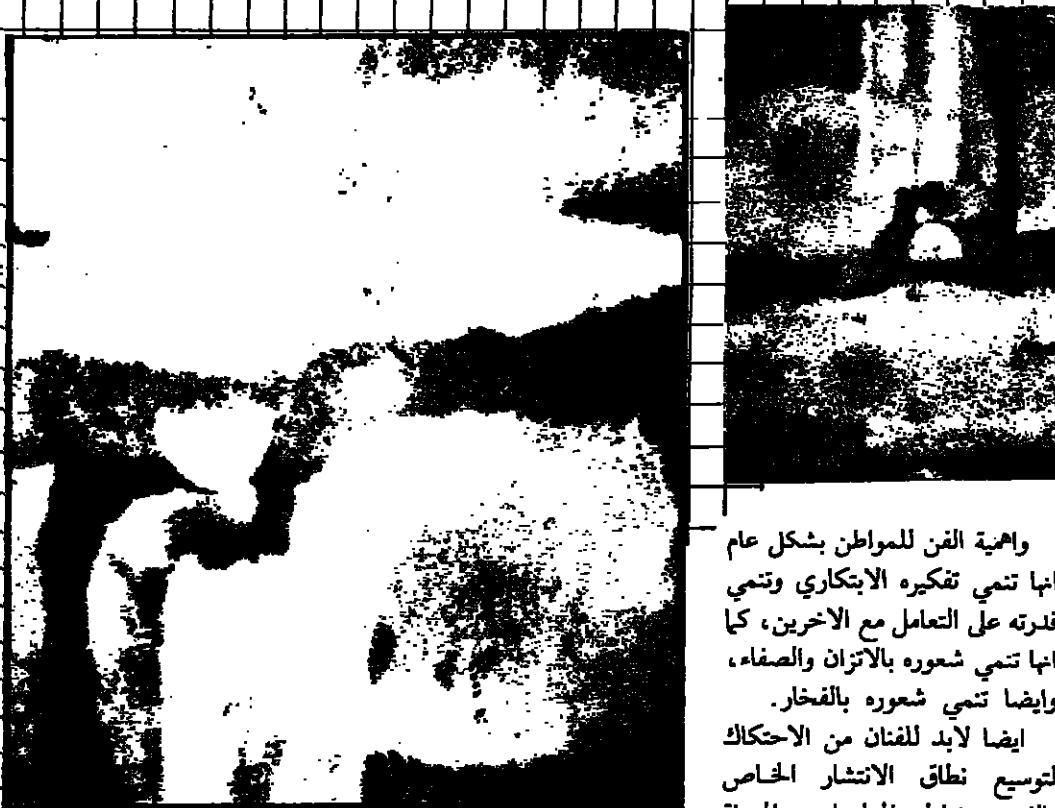 واهمية الفن للمواطن بشكل عام
انها تنمي تفكيره الابتكاري وتنمي
قدرته على التعامل مع الاخرين، كما
انها تنمي شعوره بالاتزان والصفاء،
وايضا تنمي شعوره بالفخار.
ايضا لابد للفنان من الاحتكاك
لتوسيع نطاق الانتشار الخاص